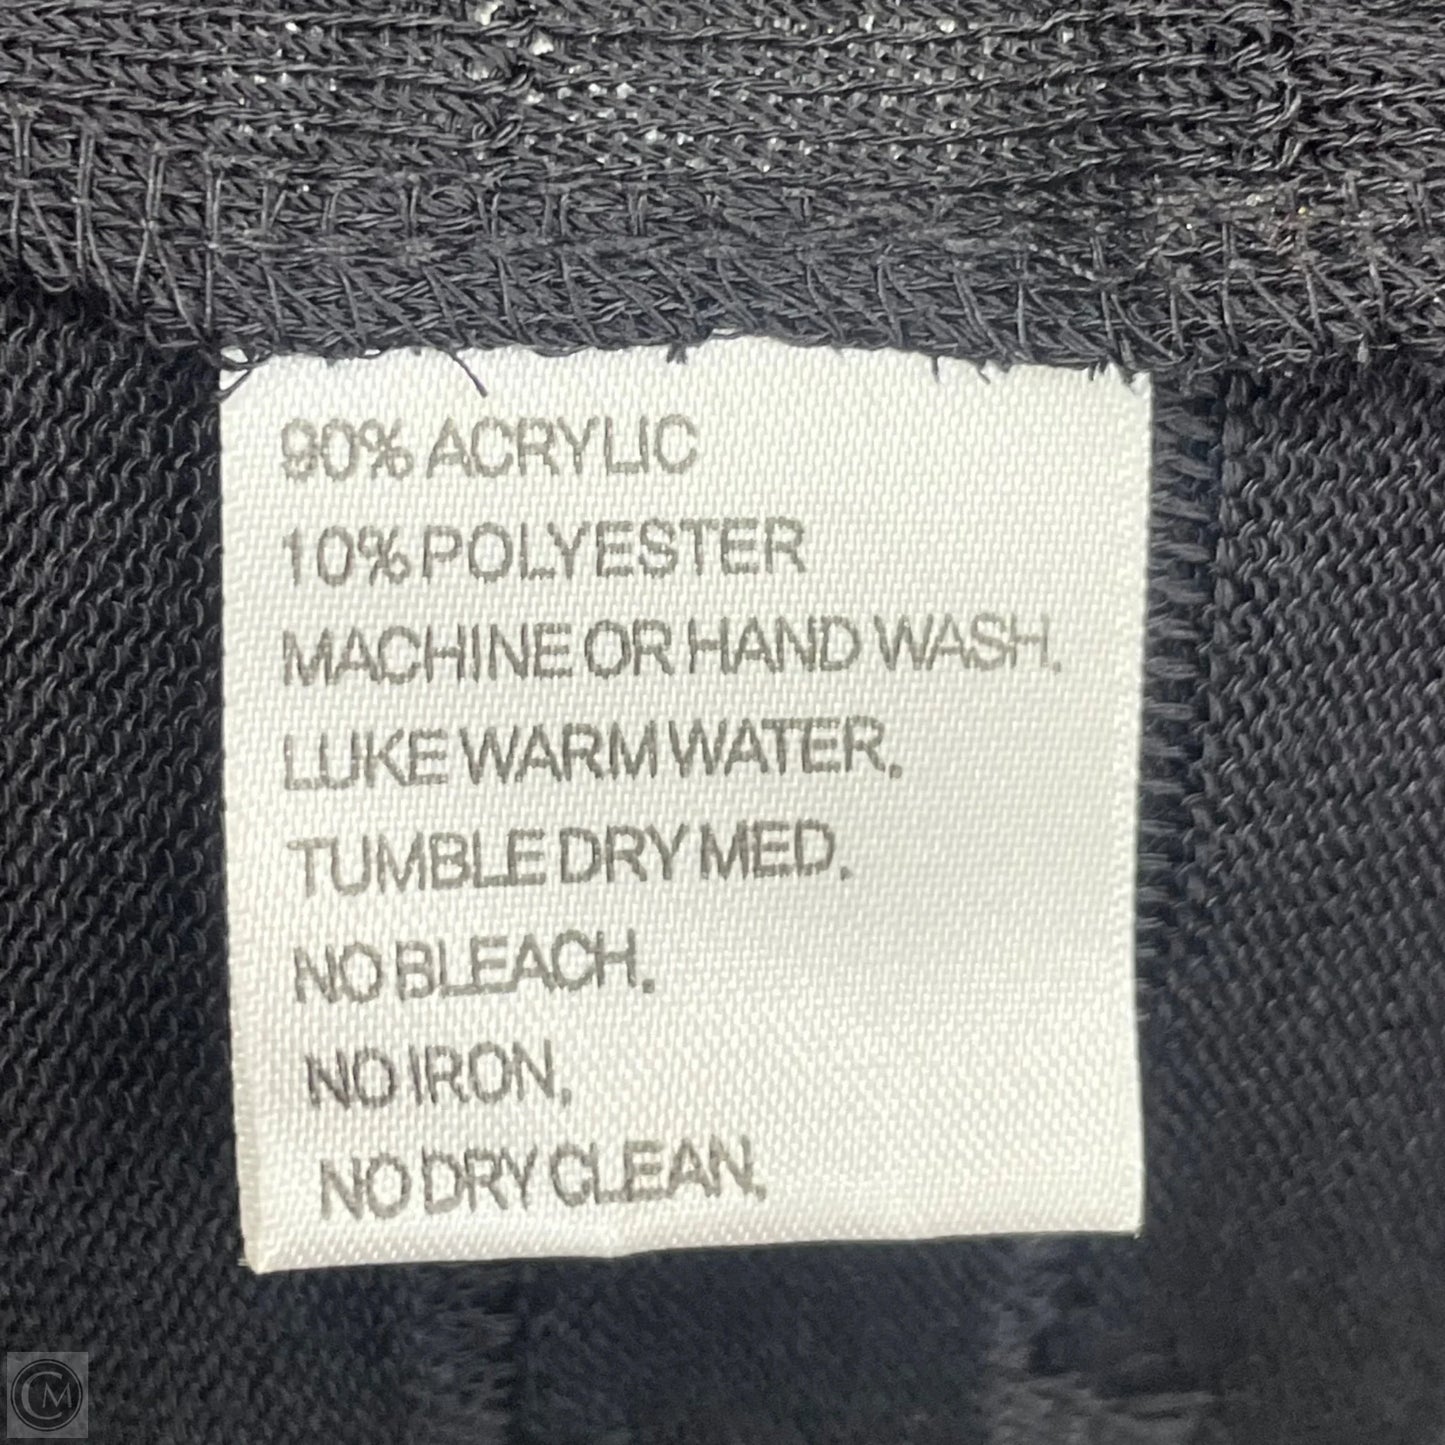 90% ACRYLIC
10% POLYESTER
MACHINE OR HAND WASH.
LUKE WARM WATER.
TUMBLE DRY MED.
NO BLEACH.
NO IRON.
NO DRY CLEAN.
CM